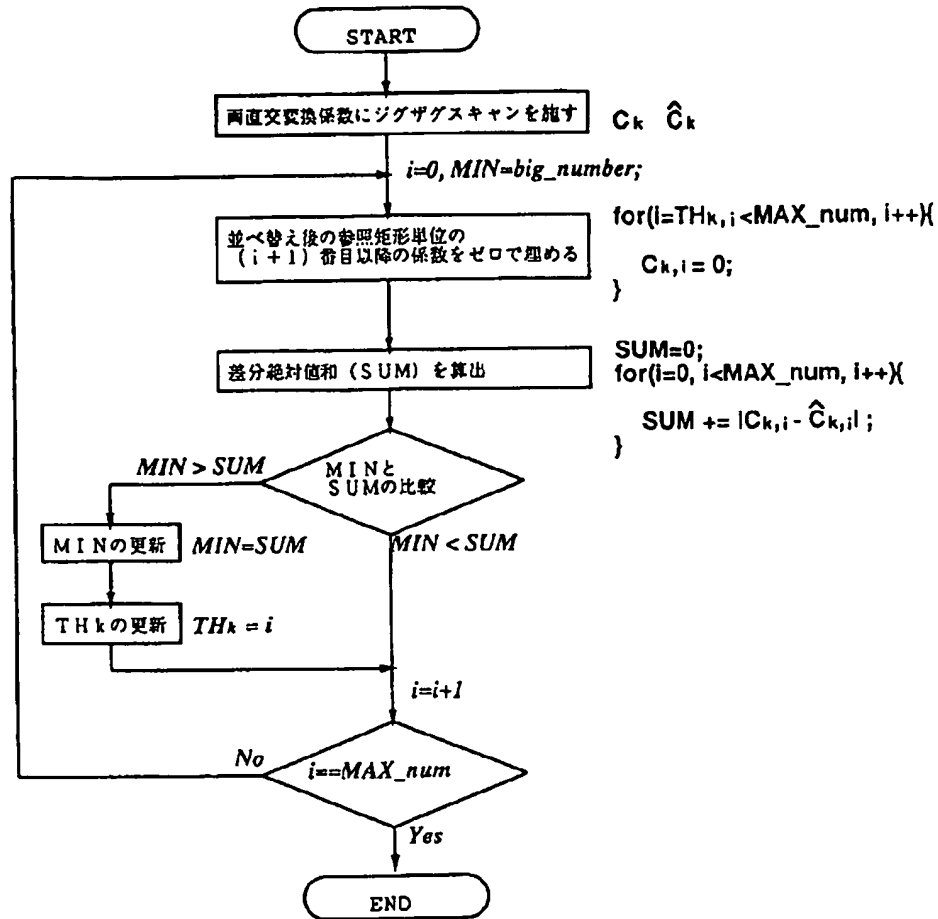 START
両直交変換係数にジグザグスキャンを施す
Ck Ĉk
i=0, MIN=big_number;
並べ替え後の参照矩形単位の
(i+1)番目以降の係数をゼロで埋める
for(i=THk, i<MAX_num, i++){
Ck,i = 0;
}
差分絶対値和(SUM)を算出
SUM=0;
for(i=0, i<MAX_num, i++){
SUM += |Ck,i - Ĉk,i| ;
}
MINと
SUMの比較
MIN > SUM
MIN < SUM
MINの更新
MIN=SUM
THkの更新
THk = i
i=i+1
i==MAX_num
No
Yes
END